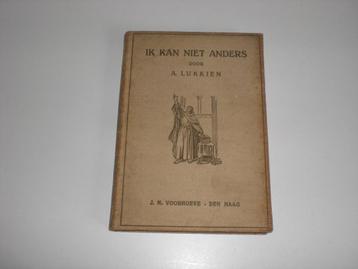 IK KAN NIET ANDERS
DOOR
A. LUKKIEN
J. N. VOORHOEVE - DEN HAAG